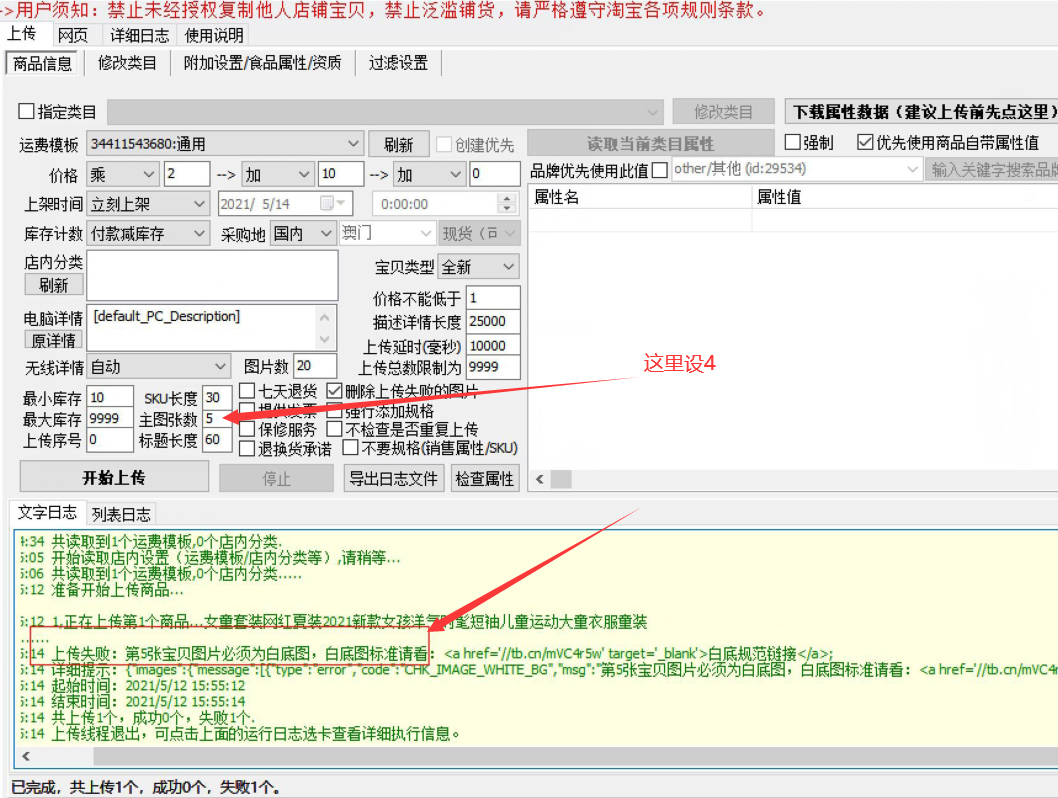 ->用户须知：禁止未经授权复制他人店铺宝贝，禁止泛滥铺货，请严格遵守淘宝各项规则条款。
上传 网页 详细日志 使用说明
商品信息 修改类目 附加设置/食品属性/资质 过滤设置
指定类目 修改类目 下载属性数据（建议上传前先点这里）
运费模板 34411543680:通用 刷新 创建优先 读取当前类目属性 强制 优先使用商品自带属性值
价格 乘 2 --> 加 10 --> 加 0 品牌优先使用此值 other/其他 (id:29534) 输入关键字搜索品牌
上架时间 立刻上架 2021/ 5/14 0:00:00 属性名 属性值
库存计数 付款减库存 采购地 国内 澳门 现货（
店内分类 宝贝类型 全新
刷新
价格不能低于 1
电脑详情 [default_PC_Description] 描述详情长度 25000
原详情 上传延时(毫秒) 10000
无线详情 自动 图片数 20 上传总数限制为 9999
这里设4
最小库存 10 SKU长度 30 七天退货 删除上传失败的图片
最大库存 9999 主图张数 5 提供发票 强行添加规格
上传序号 0 标题长度 60 保修服务 不检查是否重复上传
退换货承诺 不要规格(销售属性/SKU)
开始上传 停止 导出日志文件 检查属性
文字日志 列表日志
:34 共读取到1个运费模板,0个店内分类.
5:05 开始读取店内设置（运费模板/店内分类等）,请稍等...
5:06 共读取到1个运费模板,0个店内分类.....
5:12 准备开始上传商品...
5:12 1,正在上传第1个商品...女童套装网红夏装2021新款女孩洋气时髦短袖儿童运动大童衣服童装
......
5:14 上传失败：第5张宝贝图片必须为白底图，白底图标准请看：<a href='//tb.cn/mVC4r5w' target='_blank'>白底规范链接</a>;
5:14 详细提示：{"images":{"message":[{"type":"error","code":"CHK_IMAGE_WHITE_BG","msg":"第5张宝贝图片必须为白底图，白底图标准请看：<a href='//tb.cn/mVC4r
5:14 起始时间：2021/5/12 15:55:12
5:14 结束时间：2021/5/12 15:55:14
5:14 共上传1个，成功0个，失败1个.
5:14 上传线程退出，可点击上面的运行日志选卡查看详细执行信息。
已完成，共上传1个，成功0个，失败1个。